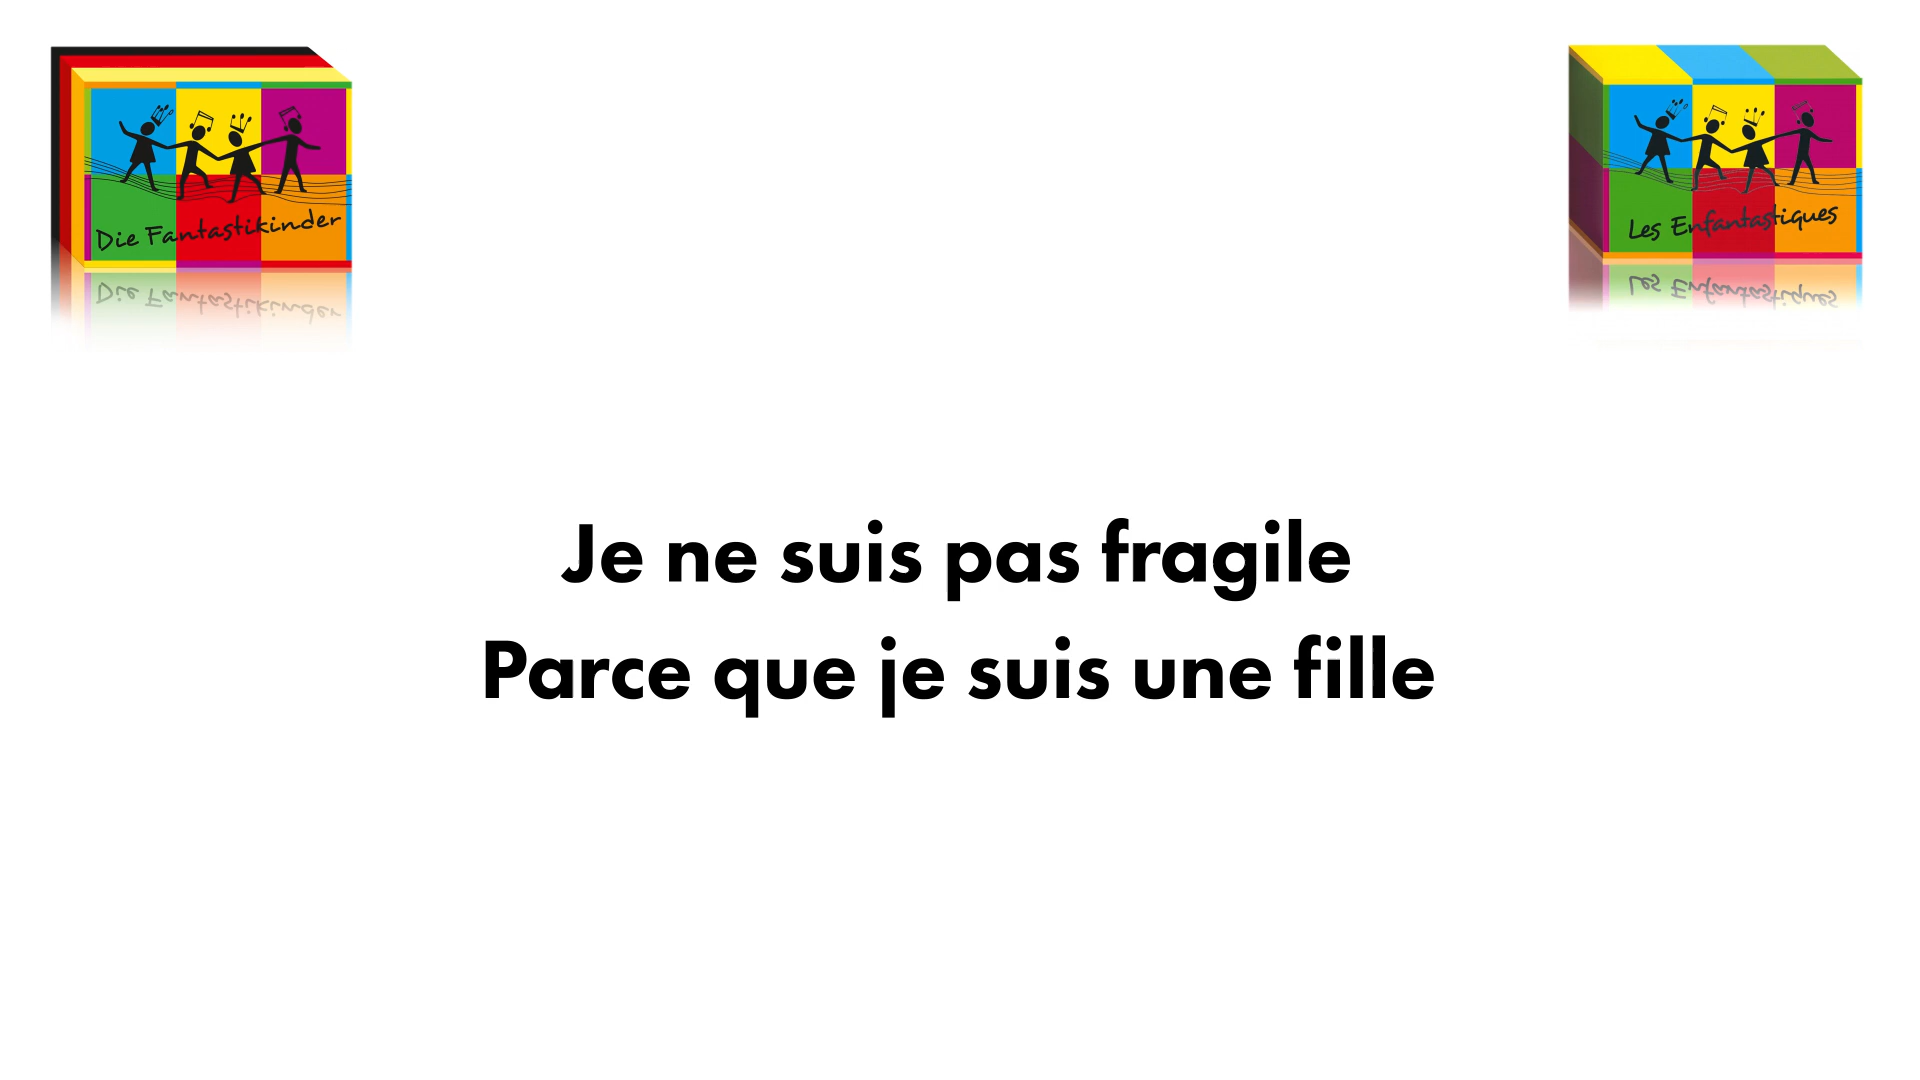 Die Fantastikinder
Les Enfantastiques
Je ne suis pas fragile
Parce que je suis une fille